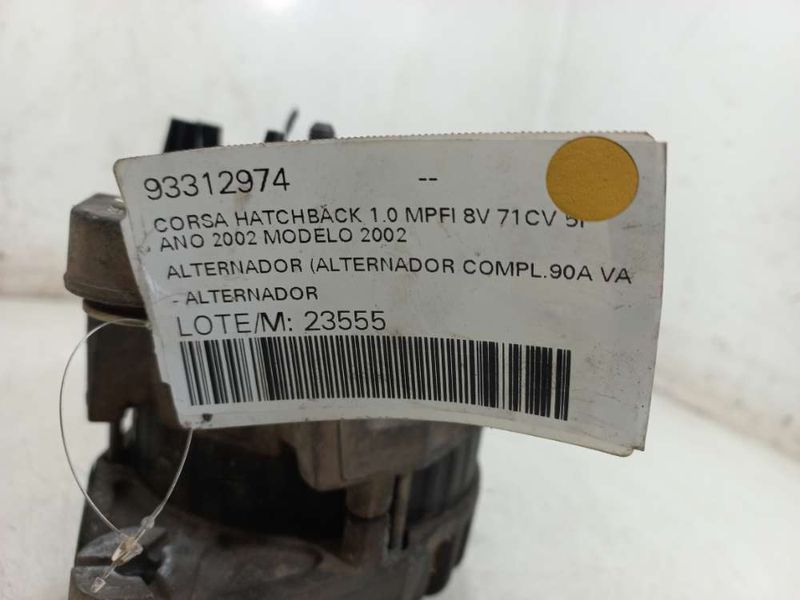 93312974 --
CORSA HATCHBACK 1.0 MPFI 8V 71CV
ANO 2002 MODELO 2002
ALTERNADOR (ALTERNADOR COMPL.90A VA
- ALTERNADOR
LOTE/M: 23555